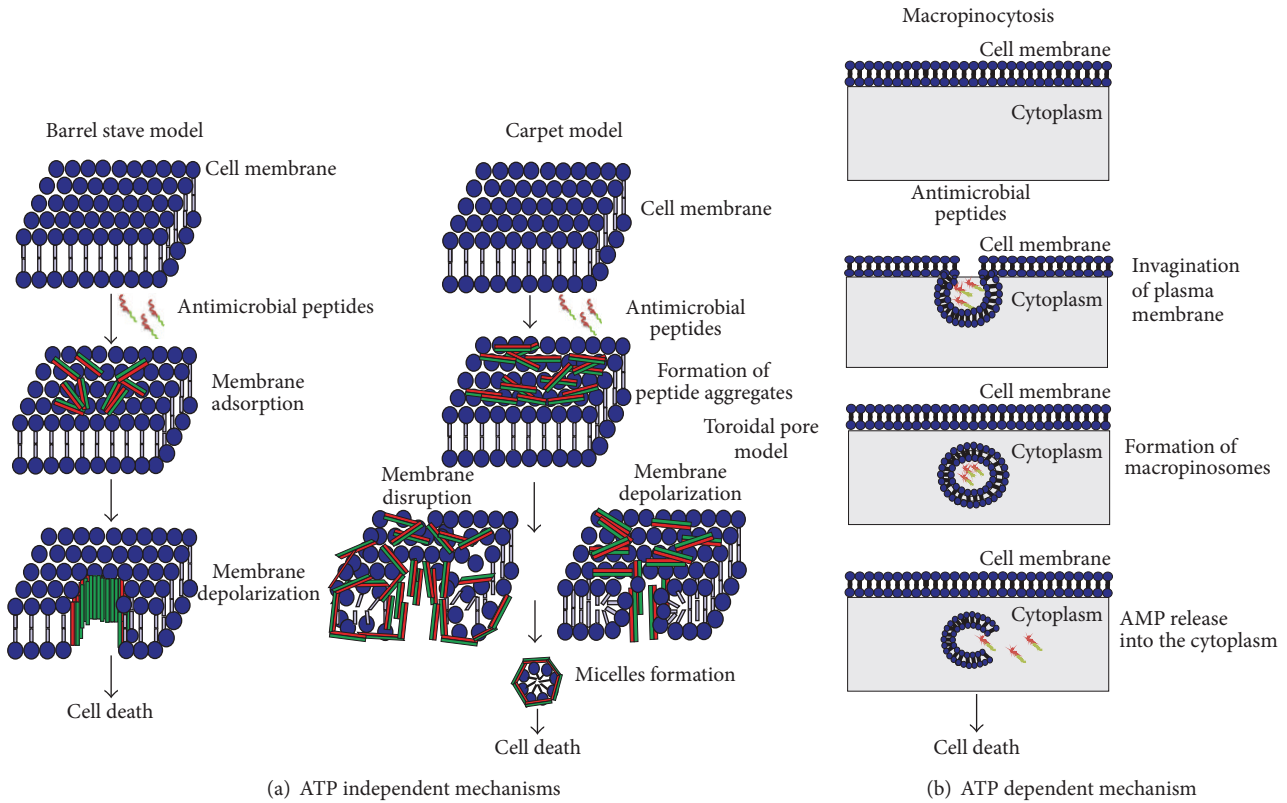 Barrel stave model
Cell membrane
Antimicrobial peptides
Membrane
adsorption
Membrane
depolarization
Cell death
Carpet model
Cell membrane
Antimicrobial
peptides
Formation of
peptide aggregates
Toroidal pore
model
Membrane
disruption
Membrane
depolarization
Micelles formation
Cell death
(a) ATP independent mechanisms
Macropinocytosis
Cell membrane
Cytoplasm
Antimicrobial
peptides
Cell membrane
Cytoplasm
Invagination
of plasma
membrane
Cell membrane
Cytoplasm
Formation of
macropinosomes
Cell membrane
Cytoplasm
AMP release
into the cytoplasm
Cell death
(b) ATP dependent mechanism